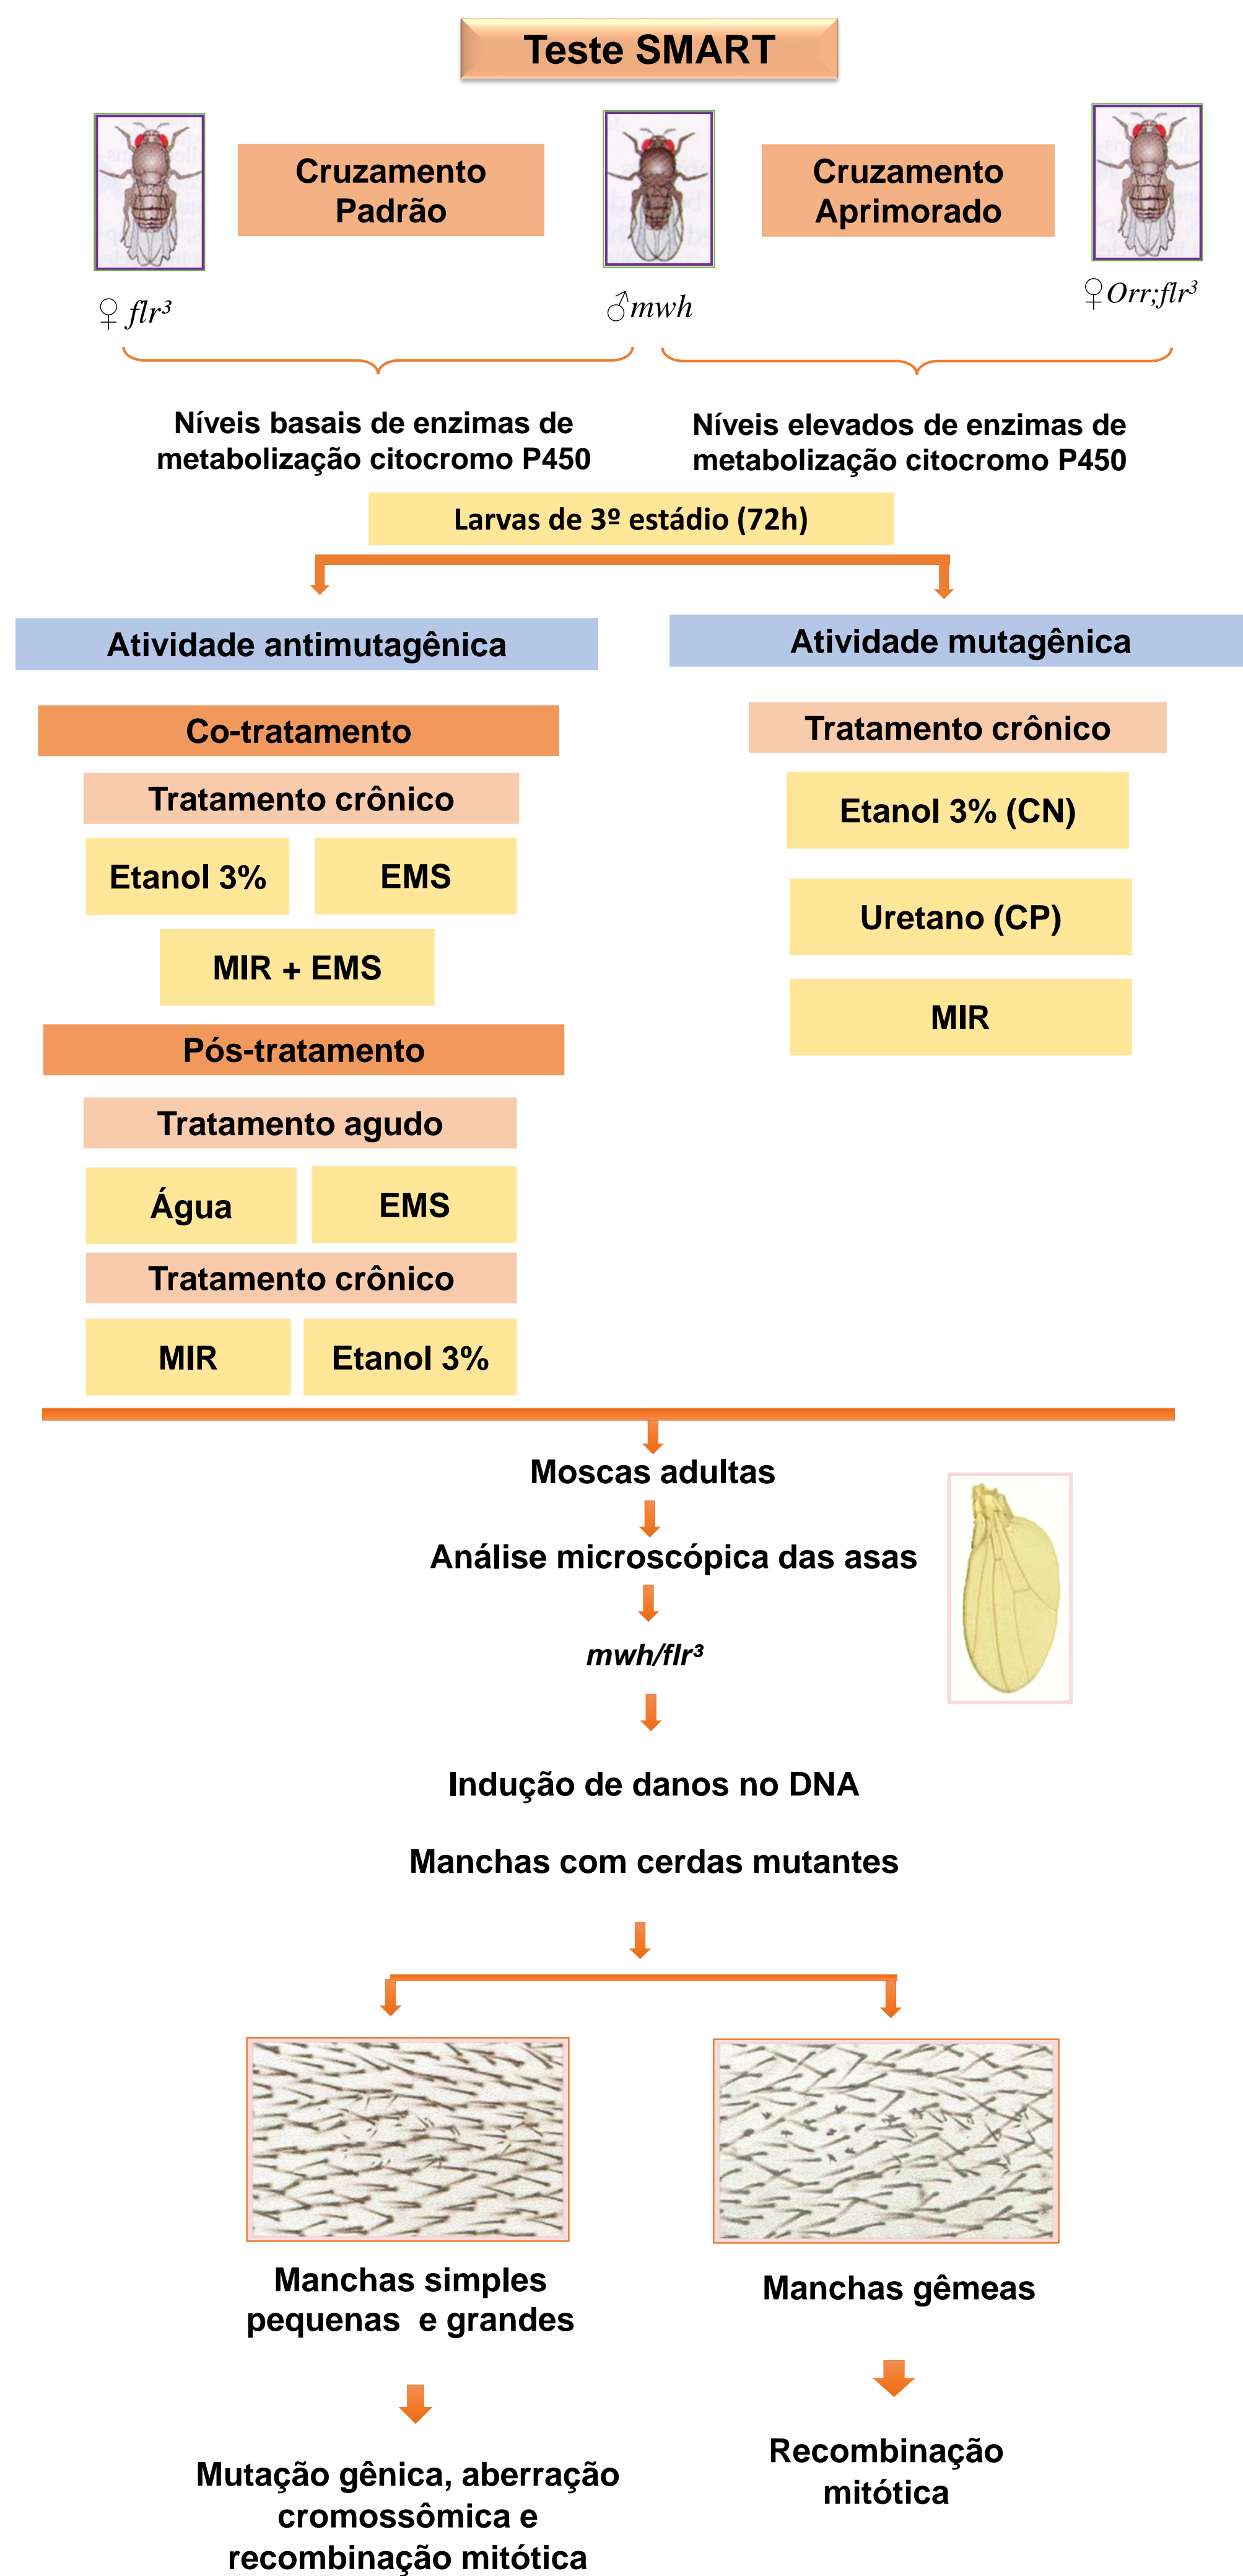 Teste SMART
Cruzamento
Padrão
Cruzamento
Aprimorado
♀ flr³
♂mwh
♀Orr;flr³
Níveis basais de enzimas de
metabolização citocromo P450
Níveis elevados de enzimas de
metabolização citocromo P450
Larvas de 3º estádio (72h)
Atividade antimutagênica
Atividade mutagênica
Co-tratamento
Tratamento crônico
Etanol 3%
EMS
MIR + EMS
Pós-tratamento
Tratamento agudo
Água
EMS
Tratamento crônico
MIR
Etanol 3%
Tratamento crônico
Etanol 3% (CN)
Uretano (CP)
MIR
Moscas adultas
Análise microscópica das asas
mwh/flr³
Indução de danos no DNA
Manchas com cerdas mutantes
Manchas simples
pequenas e grandes
Manchas gêmeas
Mutação gênica, aberração
cromossômica e
recombinação mitótica
Recombinação
mitótica